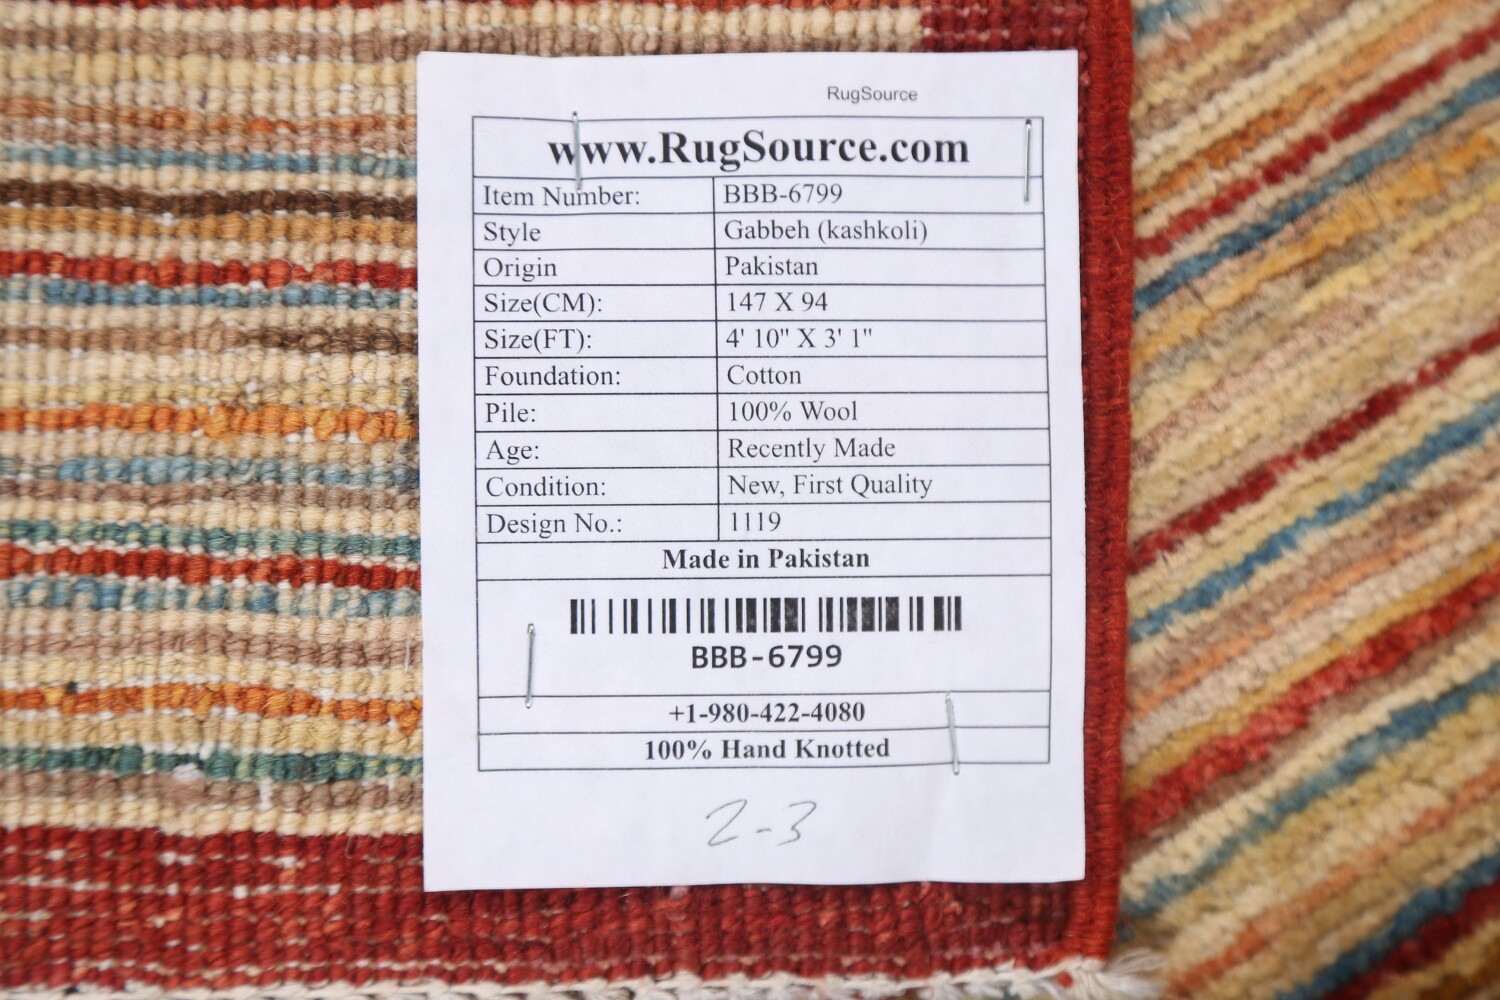 RugSource
www.RugSource.com
Item Number: BBB-6799
Style Gabbeh (kashkoli)
Origin Pakistan
Size(CM): 147 X 94
Size(FT): 4' 10" X 3' 1"
Foundation: Cotton
Pile: 100% Wool
Age: Recently Made
Condition: New, First Quality
Design No.: 1119
Made in Pakistan
BBB-6799
+1-980-422-4080
100% Hand Knotted
2-3